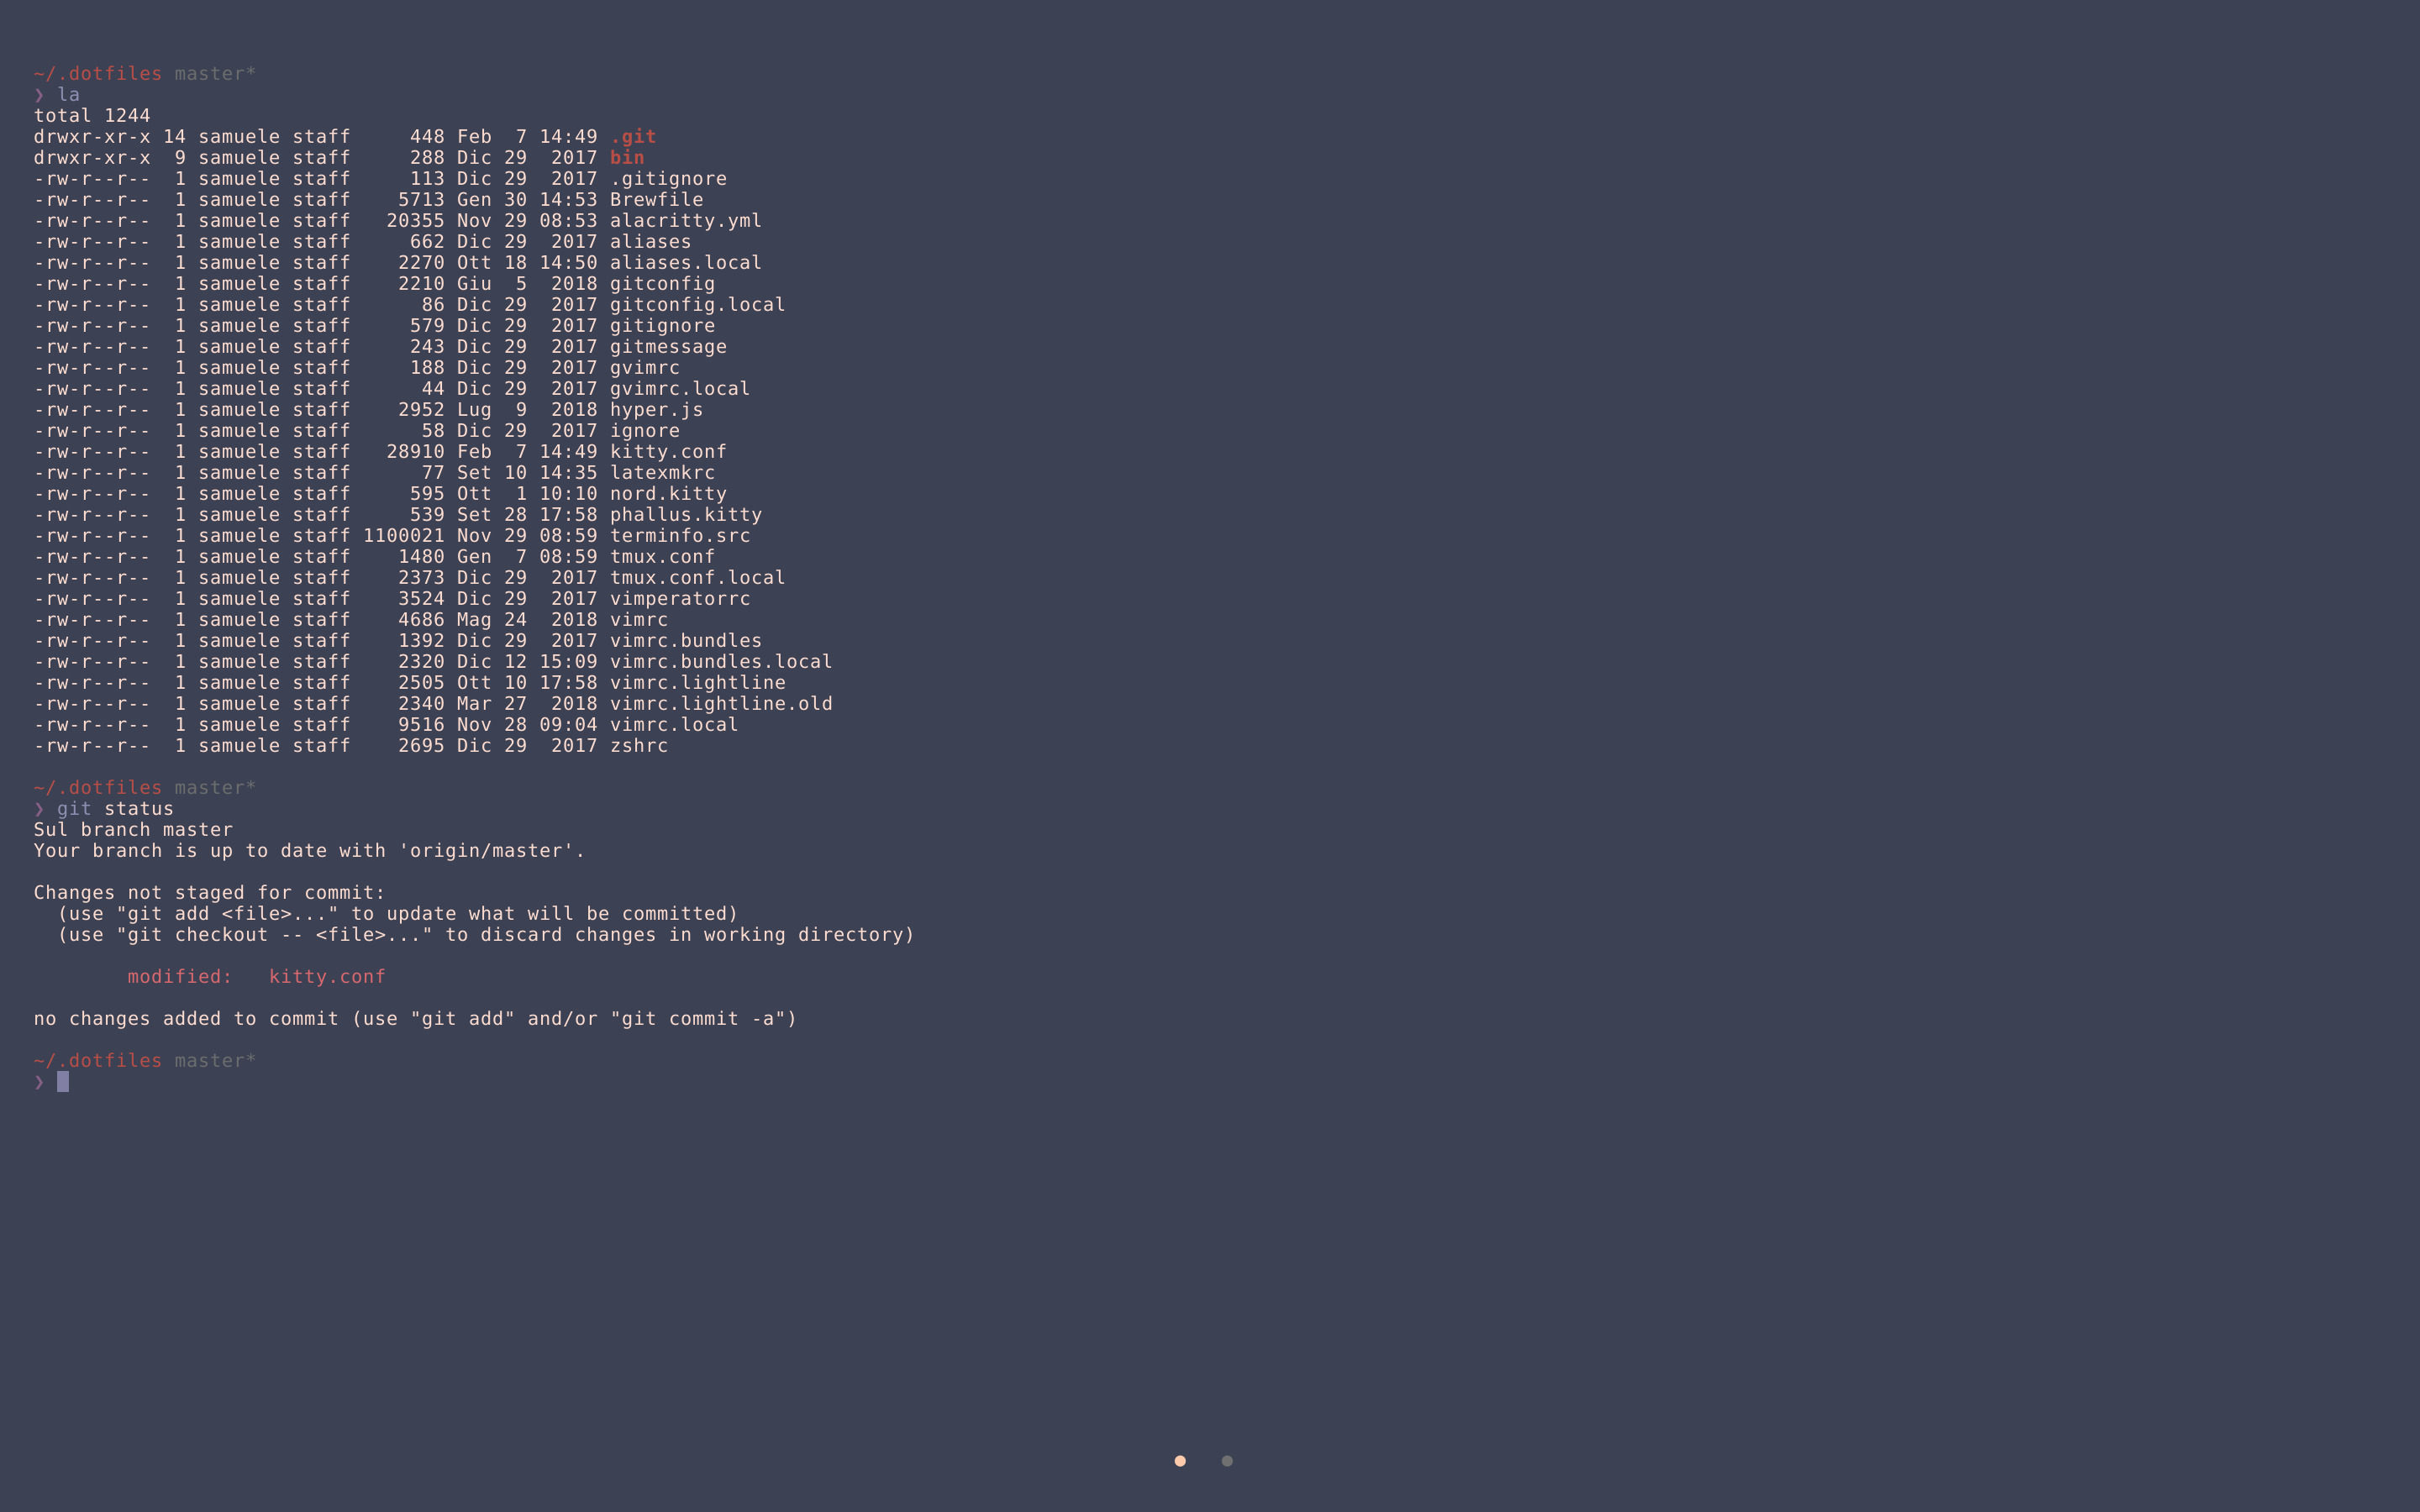 ~/.dotfiles master*
❯ la
total 1244
drwxr-xr-x 14 samuele staff     448 Feb  7 14:49 .git
drwxr-xr-x  9 samuele staff     288 Dic 29  2017 bin
-rw-r--r--  1 samuele staff     113 Dic 29  2017 .gitignore
-rw-r--r--  1 samuele staff    5713 Gen 30 14:53 Brewfile
-rw-r--r--  1 samuele staff   20355 Nov 29 08:53 alacritty.yml
-rw-r--r--  1 samuele staff     662 Dic 29  2017 aliases
-rw-r--r--  1 samuele staff    2270 Ott 18 14:50 aliases.local
-rw-r--r--  1 samuele staff    2210 Giu  5  2018 gitconfig
-rw-r--r--  1 samuele staff      86 Dic 29  2017 gitconfig.local
-rw-r--r--  1 samuele staff     579 Dic 29  2017 gitignore
-rw-r--r--  1 samuele staff     243 Dic 29  2017 gitmessage
-rw-r--r--  1 samuele staff     188 Dic 29  2017 gvimrc
-rw-r--r--  1 samuele staff      44 Dic 29  2017 gvimrc.local
-rw-r--r--  1 samuele staff    2952 Lug  9  2018 hyper.js
-rw-r--r--  1 samuele staff      58 Dic 29  2017 ignore
-rw-r--r--  1 samuele staff   28910 Feb  7 14:49 kitty.conf
-rw-r--r--  1 samuele staff      77 Set 10 14:35 latexmkrc
-rw-r--r--  1 samuele staff     595 Ott  1 10:10 nord.kitty
-rw-r--r--  1 samuele staff     539 Set 28 17:58 phallus.kitty
-rw-r--r--  1 samuele staff 1100021 Nov 29 08:59 terminfo.src
-rw-r--r--  1 samuele staff    1480 Gen  7 08:59 tmux.conf
-rw-r--r--  1 samuele staff    2373 Dic 29  2017 tmux.conf.local
-rw-r--r--  1 samuele staff    3524 Dic 29  2017 vimperatorrc
-rw-r--r--  1 samuele staff    4686 Mag 24  2018 vimrc
-rw-r--r--  1 samuele staff    1392 Dic 29  2017 vimrc.bundles
-rw-r--r--  1 samuele staff    2320 Dic 12 15:09 vimrc.bundles.local
-rw-r--r--  1 samuele staff    2505 Ott 10 17:58 vimrc.lightline
-rw-r--r--  1 samuele staff    2340 Mar 27  2018 vimrc.lightline.old
-rw-r--r--  1 samuele staff    9516 Nov 28 09:04 vimrc.local
-rw-r--r--  1 samuele staff    2695 Dic 29  2017 zshrc
~/.dotfiles master*
❯ git status
Sul branch master
Your branch is up to date with 'origin/master'.
Changes not staged for commit:
  (use "git add <file>..." to update what will be committed)
  (use "git checkout -- <file>..." to discard changes in working directory)
        modified:   kitty.conf
no changes added to commit (use "git add" and/or "git commit -a")
~/.dotfiles master*
❯